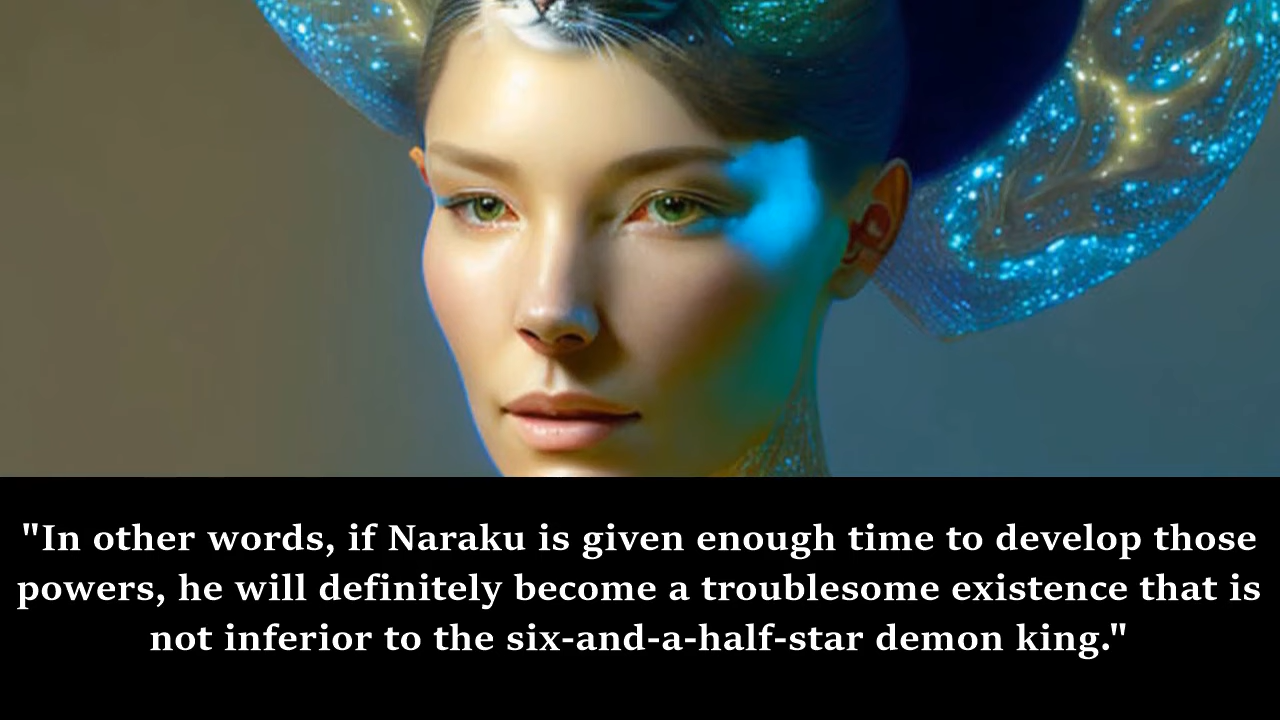 "In other words, if Naraku is given enough time to develop those
powers, he will definitely become a troublesome existence that is
not inferior to the six-and-a-half-star demon king."